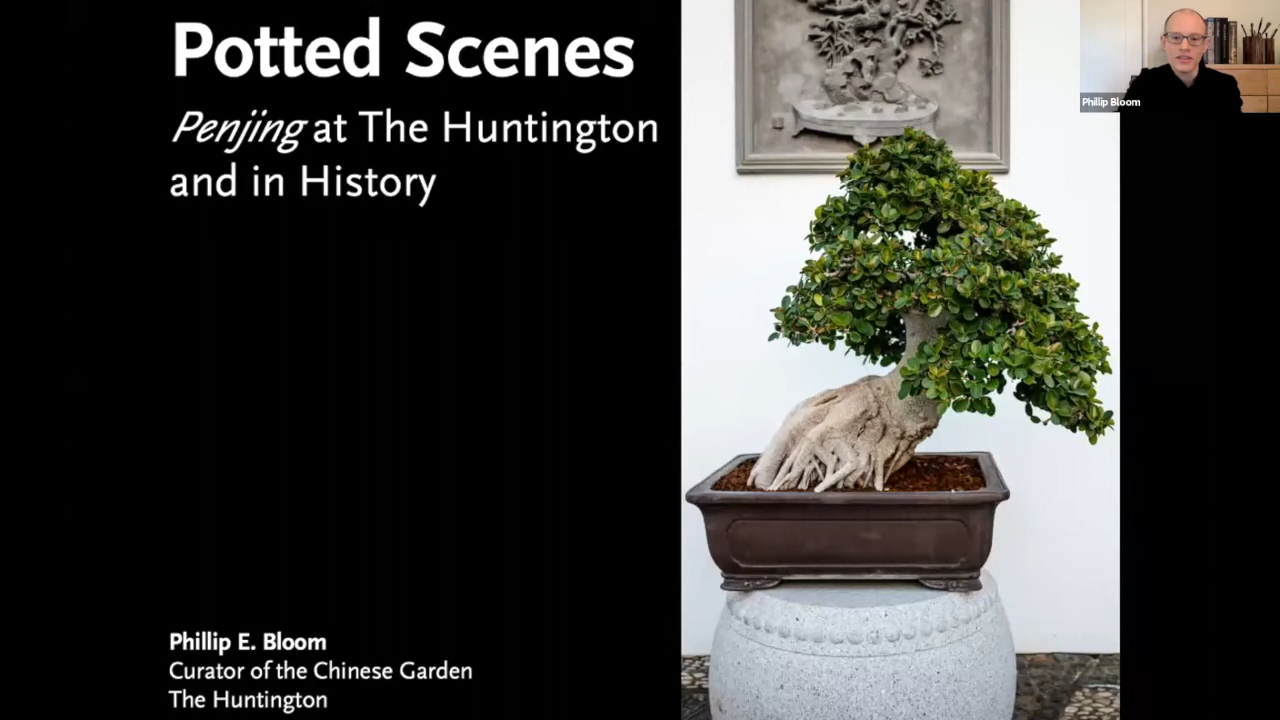 Potted Scenes
Penjing at The Huntington
and in History
Phillip E. Bloom
Curator of the Chinese Garden
The Huntington
Phillip Bloom